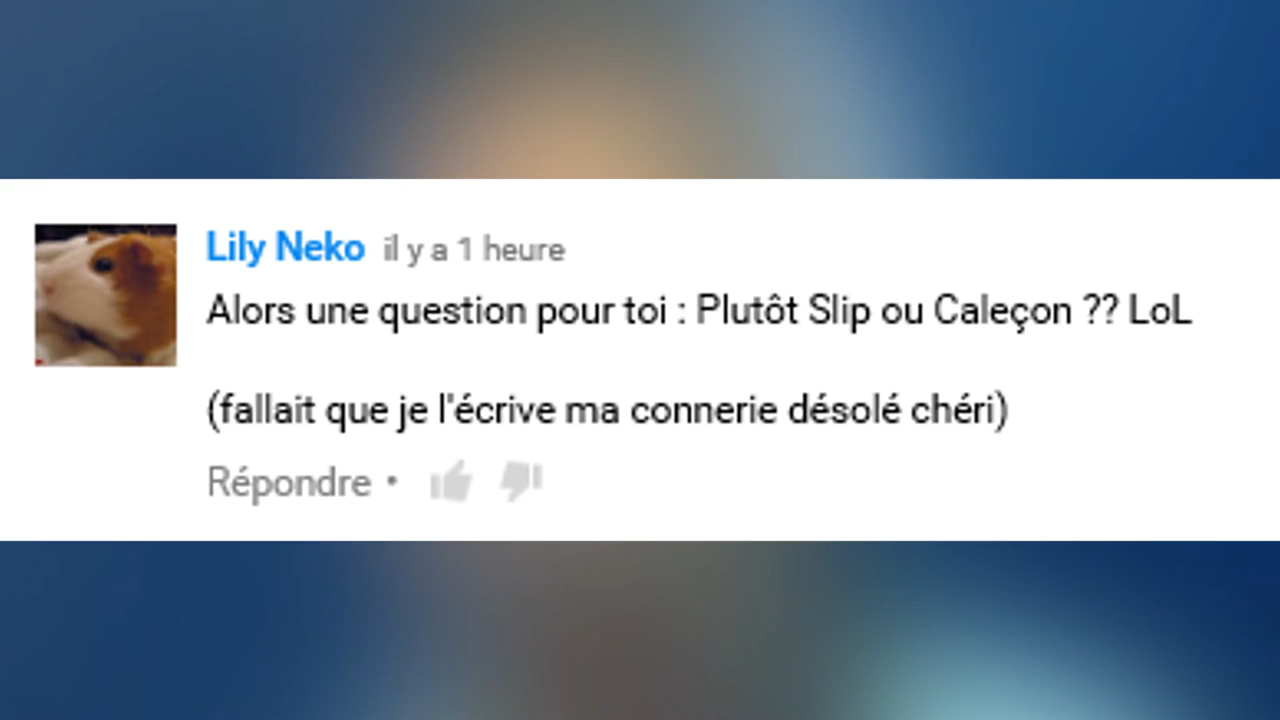 Lily Neko il y a 1 heure
Alors une question pour toi : Plutôt Slip ou Caleçon ?? LoL
(fallait que je l'écrive ma connerie désolé chéri)
Répondre •